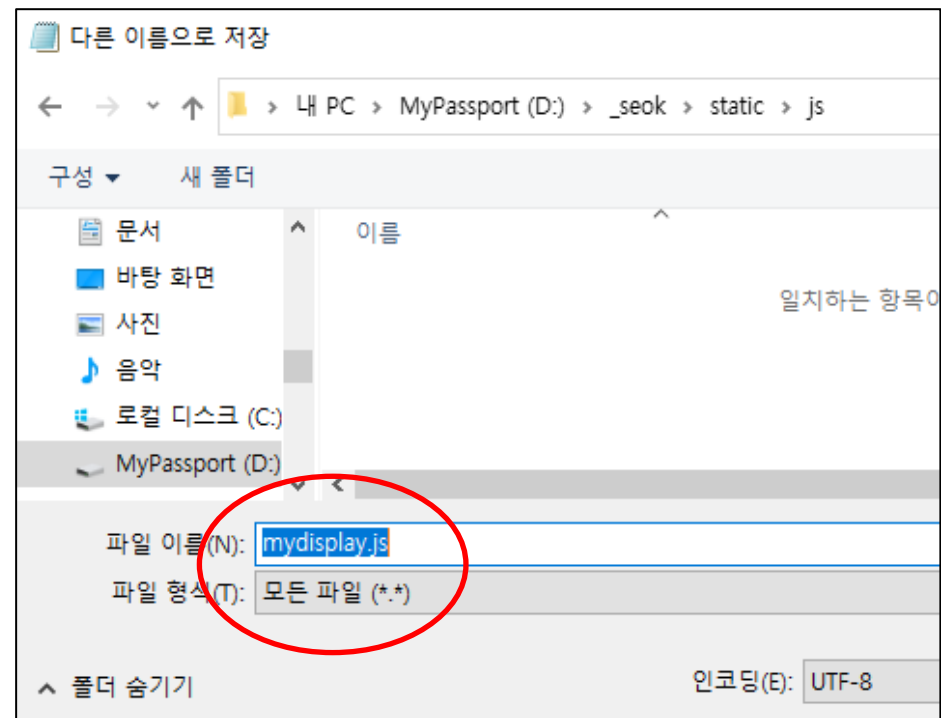 다른 이름으로 저장
내 PC > MyPassport (D:) > _seok > static > js
구성 새 폴더
문서
이름
바탕 화면
일치하는 항목이
사진
음악
로컬 디스크 (C:)
MyPassport (D:)
파일 이름(N): mydisplay.js
파일 형식(T): 모든 파일 (*.*)
폴더 숨기기
인코딩(E): UTF-8